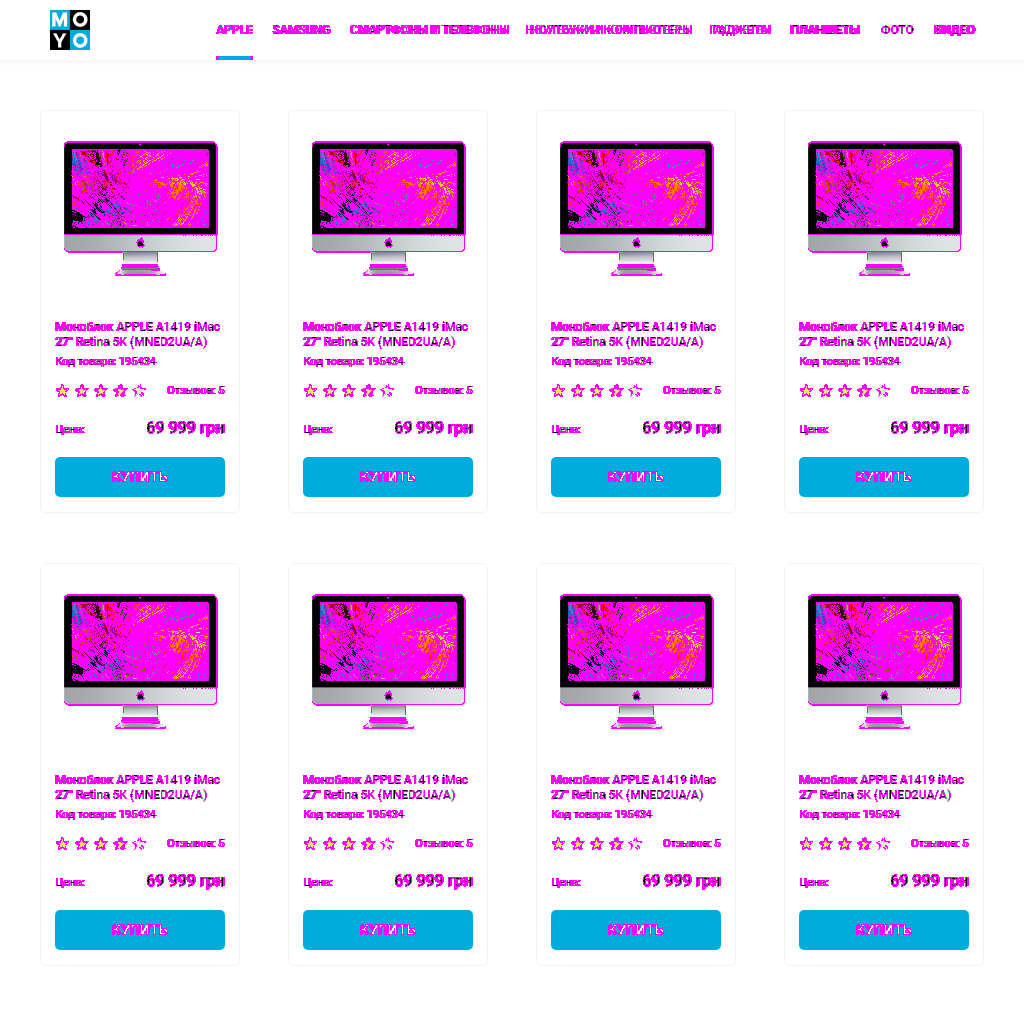 MO
YO
APPLE SAMSUNG СМАРТФОНЫ И ТЕЛЕФОНЫ НОУТБУКИ И КОМПЬЮТЕРЫ ГАДЖЕТЫ ПЛАНШЕТЫ ФОТО ВИДЕО
Моноблок APPLE A1419 iMac
27" Retina 5K (MNED2UA/A)
Код товара: 195434
Отзывов: 5
Цена: 69 999 грн
КУПИТЬ
Моноблок APPLE A1419 iMac
27" Retina 5K (MNED2UA/A)
Код товара: 195434
Отзывов: 5
Цена: 69 999 грн
КУПИТЬ
Моноблок APPLE A1419 iMac
27" Retina 5K (MNED2UA/A)
Код товара: 195434
Отзывов: 5
Цена: 69 999 грн
КУПИТЬ
Моноблок APPLE A1419 iMac
27" Retina 5K (MNED2UA/A)
Код товара: 195434
Отзывов: 5
Цена: 69 999 грн
КУПИТЬ
Моноблок APPLE A1419 iMac
27" Retina 5K (MNED2UA/A)
Код товара: 195434
Отзывов: 5
Цена: 69 999 грн
КУПИТЬ
Моноблок APPLE A1419 iMac
27" Retina 5K (MNED2UA/A)
Код товара: 195434
Отзывов: 5
Цена: 69 999 грн
КУПИТЬ
Моноблок APPLE A1419 iMac
27" Retina 5K (MNED2UA/A)
Код товара: 195434
Отзывов: 5
Цена: 69 999 грн
КУПИТЬ
Моноблок APPLE A1419 iMac
27" Retina 5K (MNED2UA/A)
Код товара: 195434
Отзывов: 5
Цена: 69 999 грн
КУПИТЬ